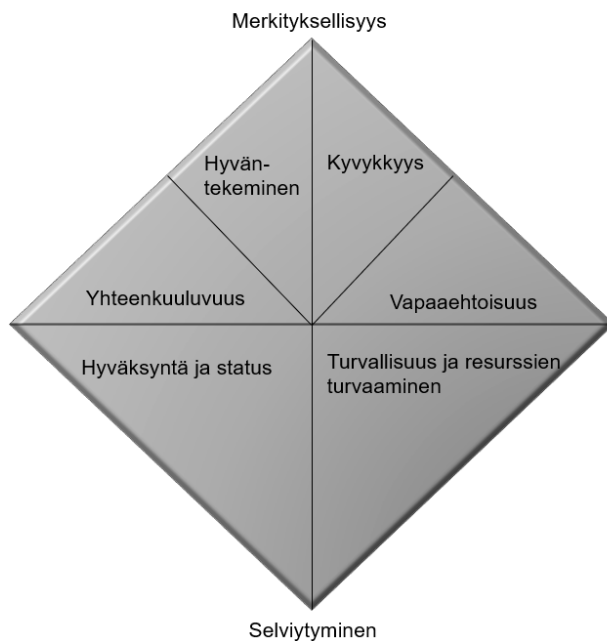 Merkityksellisyys
Hyvän-
tekeminen
Kyvykkyys
Yhteenkuuluvuus
Vapaaehtoisuus
Hyväksyntä ja status
Turvallisuus ja resurssien
turvaaminen
Selviytyminen